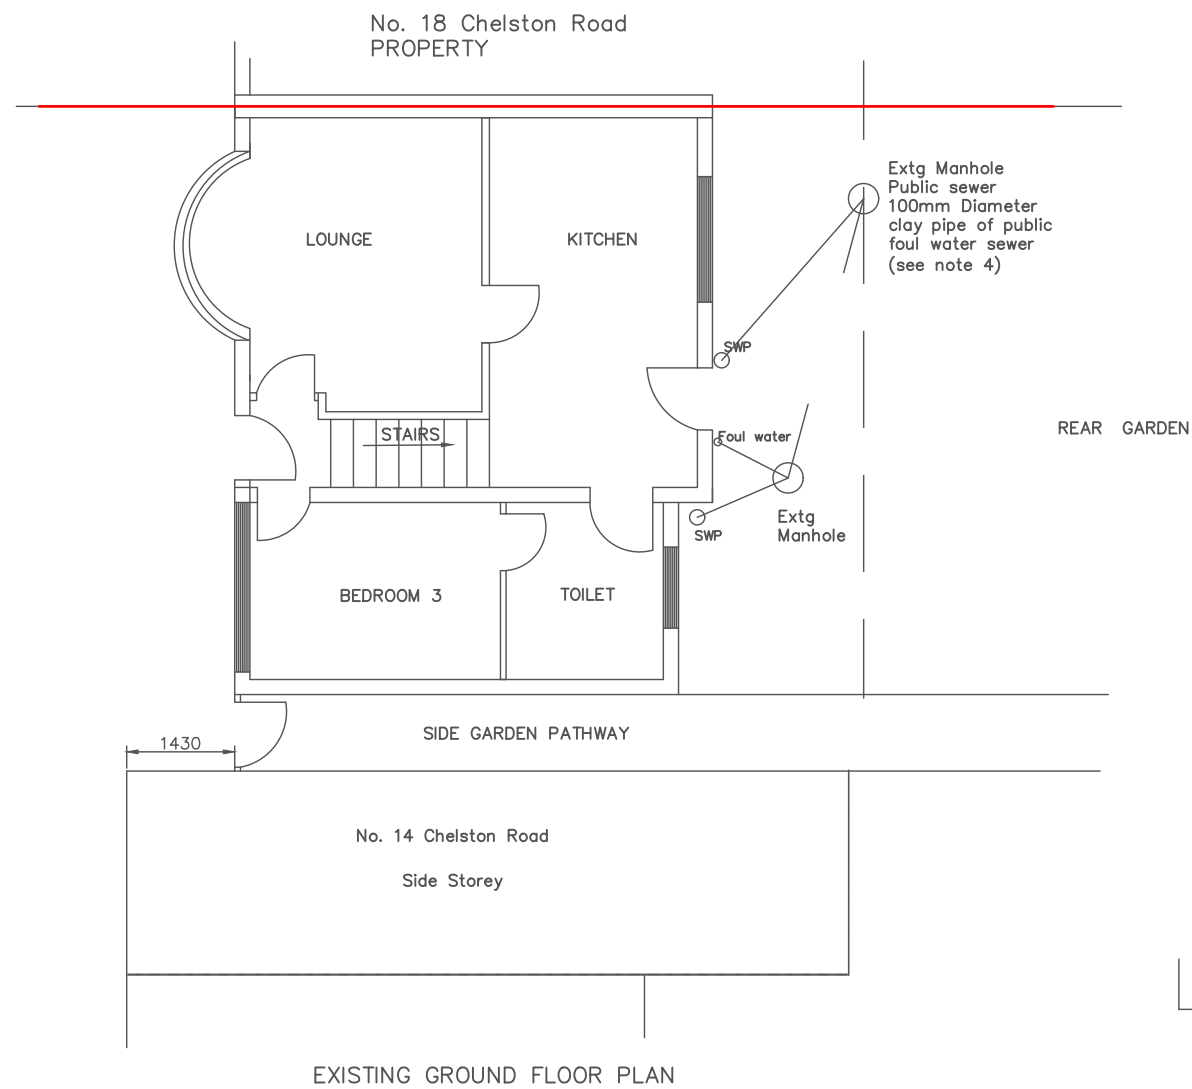 No. 18 Chelston Road
PROPERTY
Extg Manhole
Public sewer
100mm Diameter
clay pipe of public
foul water sewer
(see note 4)
LOUNGE
KITCHEN
SWP
STAIRS
Foul water
REAR GARDEN
Extg
Manhole
SWP
BEDROOM 3
TOILET
SIDE GARDEN PATHWAY
1430
No. 14 Chelston Road
Side Storey
EXISTING GROUND FLOOR PLAN